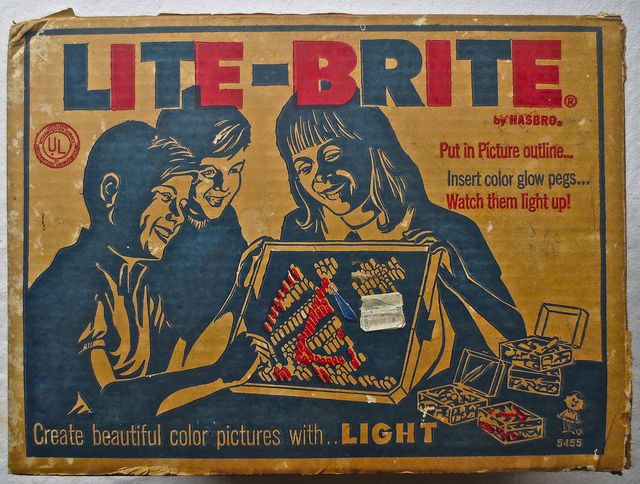 LITE-BRITE®
by HASBRO®
UL
Put in Picture outline...
Insert color glow pegs...
Watch them light up!
Create beautiful color pictures with..LIGHT
5455